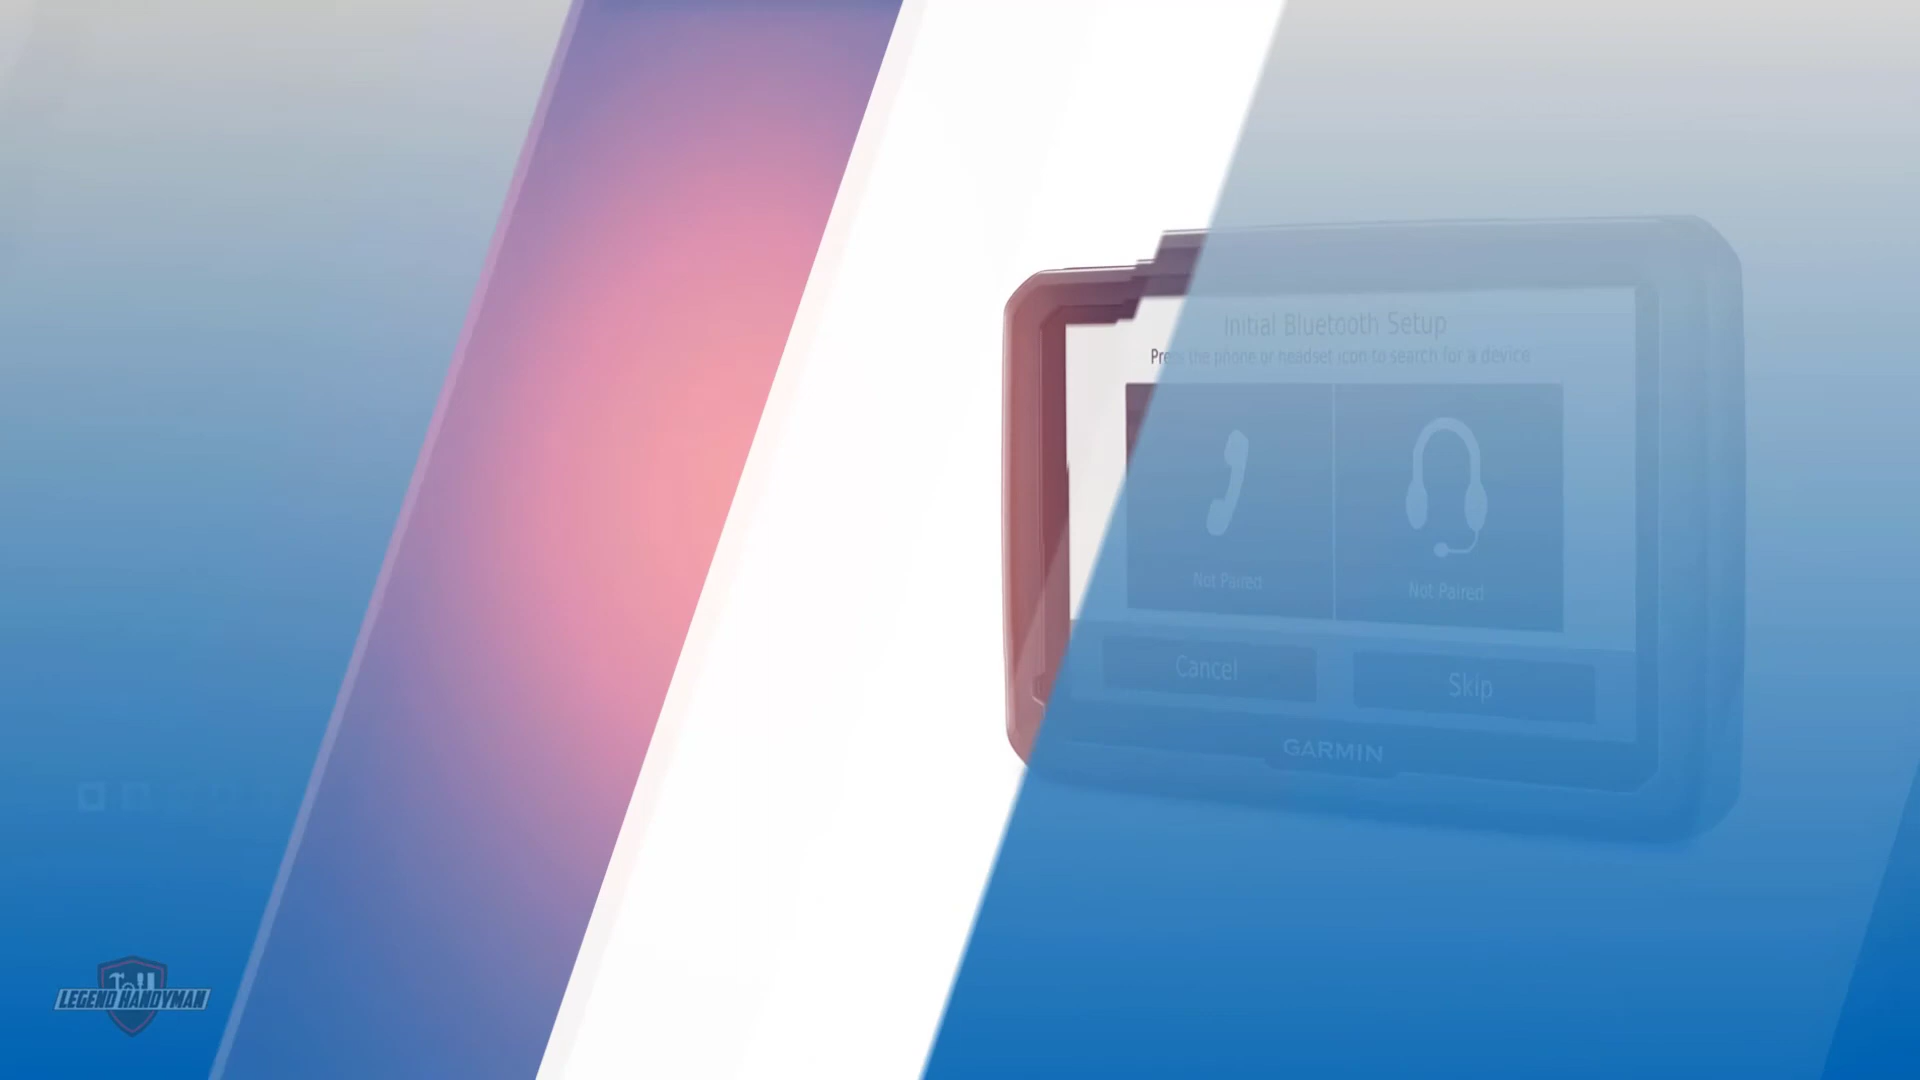 Initial Bluetooth Setup
Press the phone or headset icon to search for a device
Not Paired
Not Paired
Cancel
Skip
GARMIN
LEGEND HANDYMAN